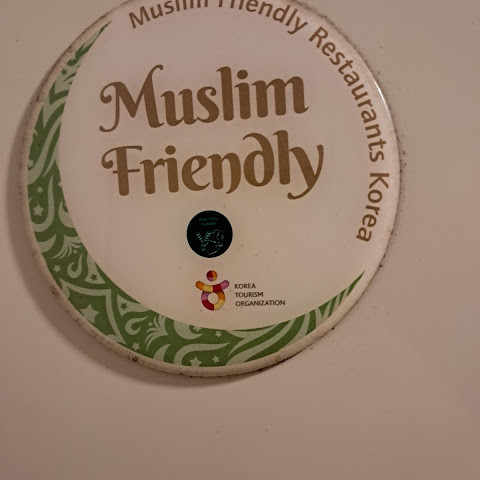 Muslim Friendly Restaurants Korea
Muslim
Friendly
KOREA
TOURISM
ORGANIZATION